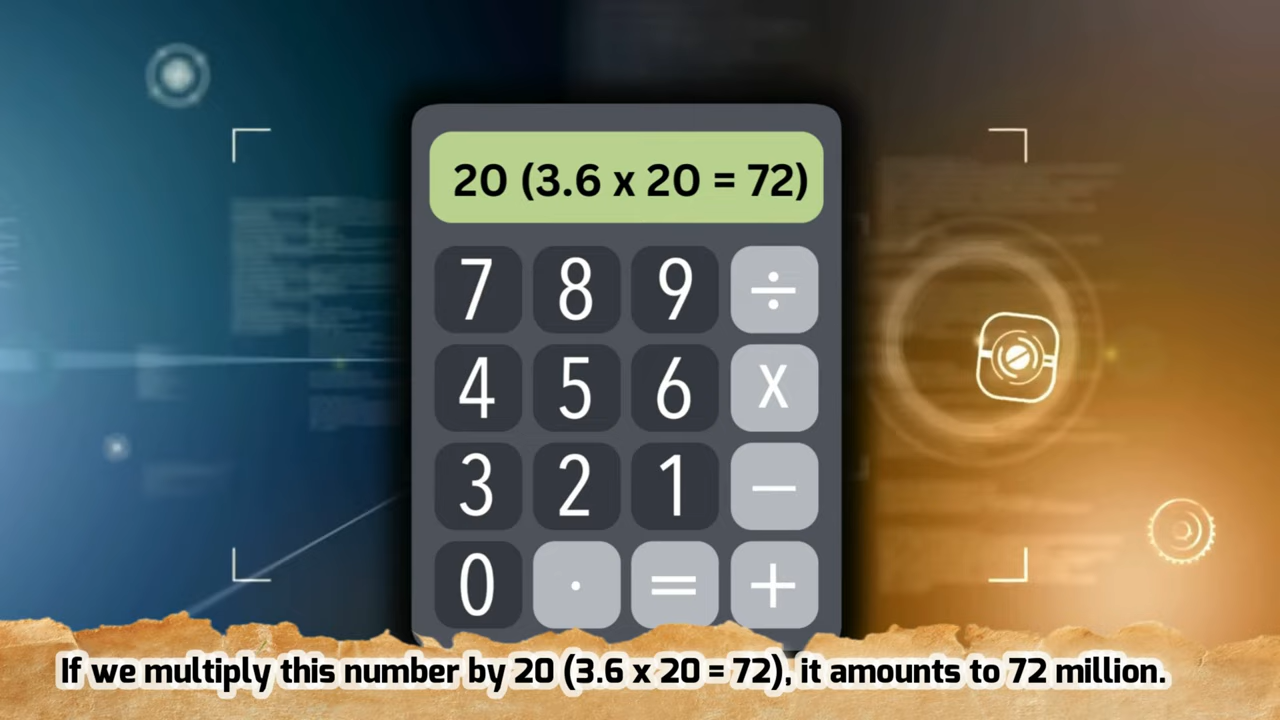 20 (3.6 x 20 = 72)
7 8 9 ÷
4 5 6 X
3 2 1 −
0 · = +
If we multiply this number by 20 (3.6 x 20 = 72), it amounts to 72 million.